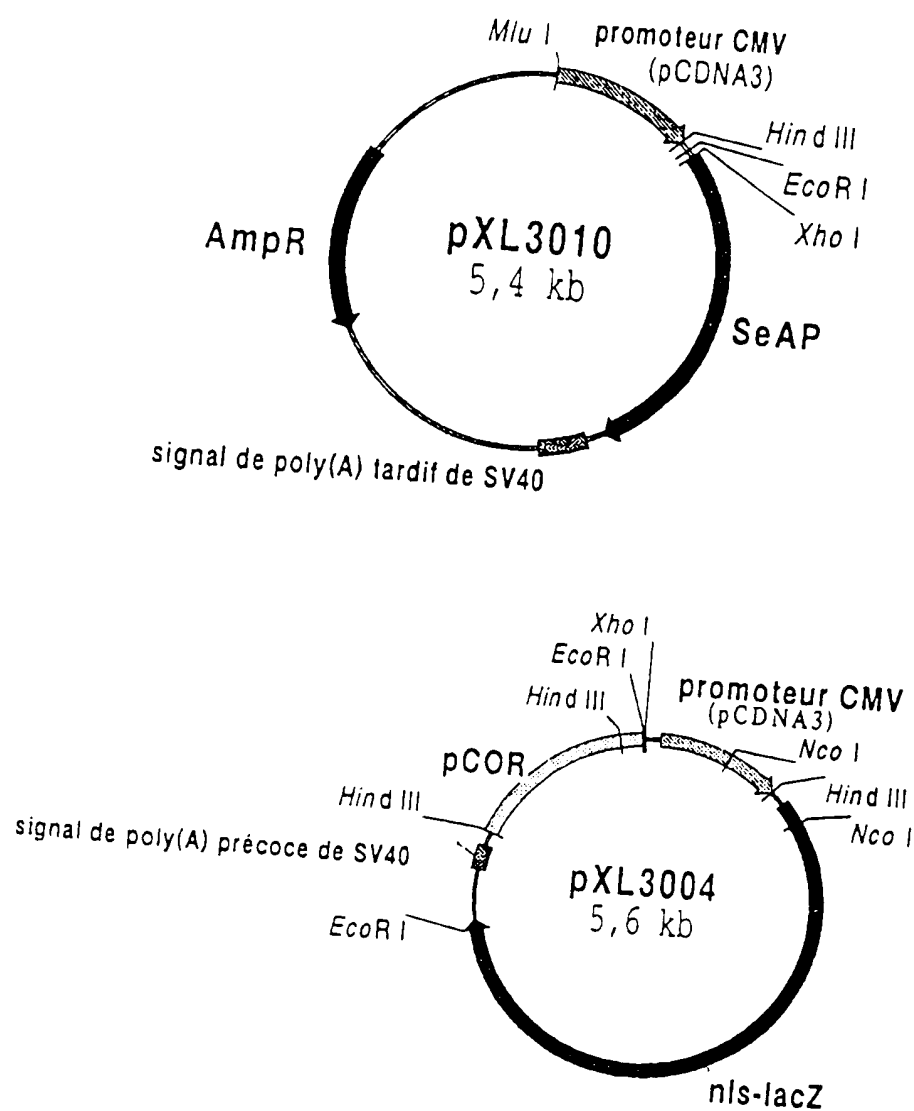 Mlu I
promoteur CMV
(pCDNA3)
Hind III
EcoR I
Xho I
AmpR
pXL3010
5,4 kb
SeAP
signal de poly(A) tardif de SV40
Xho I
EcoR I
Hind III
promoteur CMV
(pCDNA3)
Nco I
pCOR
Hind III
Hind III
Nco I
signal de poly(A) précoce de SV40
pXL3004
5,6 kb
EcoR I
nls-lacZ